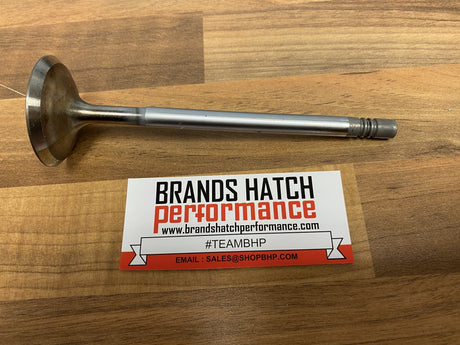 BRANDS HATCH
performance
www.brandshatchperformance.com
#TEAMBHP
EMAIL : SALES@SHOPBHP.COM